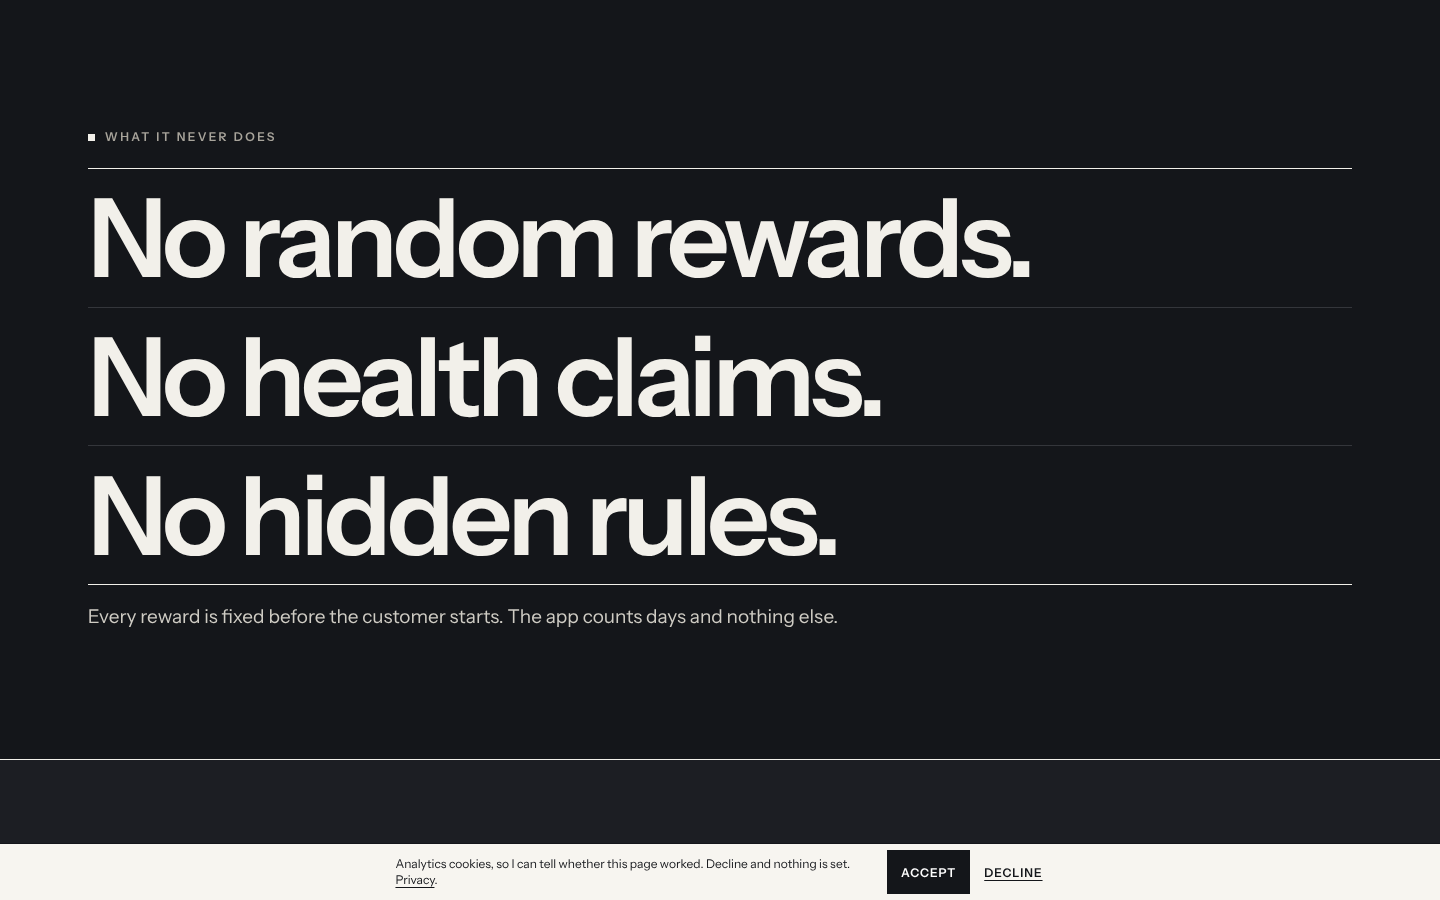 WHAT IT NEVER DOES
No random rewards.
No health claims.
No hidden rules.
Every reward is fixed before the customer starts. The app counts days and nothing else.
Analytics cookies, so I can tell whether this page worked. Decline and nothing is set.
Privacy.
ACCEPT
DECLINE